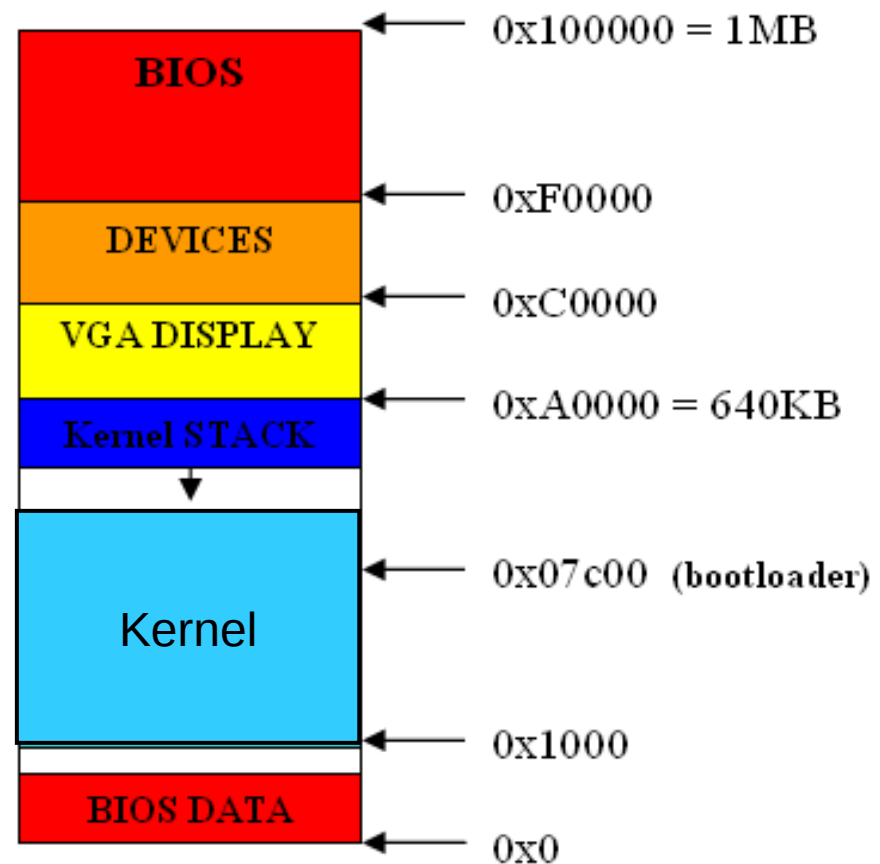 0x100000 = 1MB
BIOS
0xF0000
DEVICES
0xC0000
VGA DISPLAY
0xA0000 = 640KB
Kernel STACK
0x07c00 (bootloader)
Kernel
0x1000
BIOS DATA
0x0